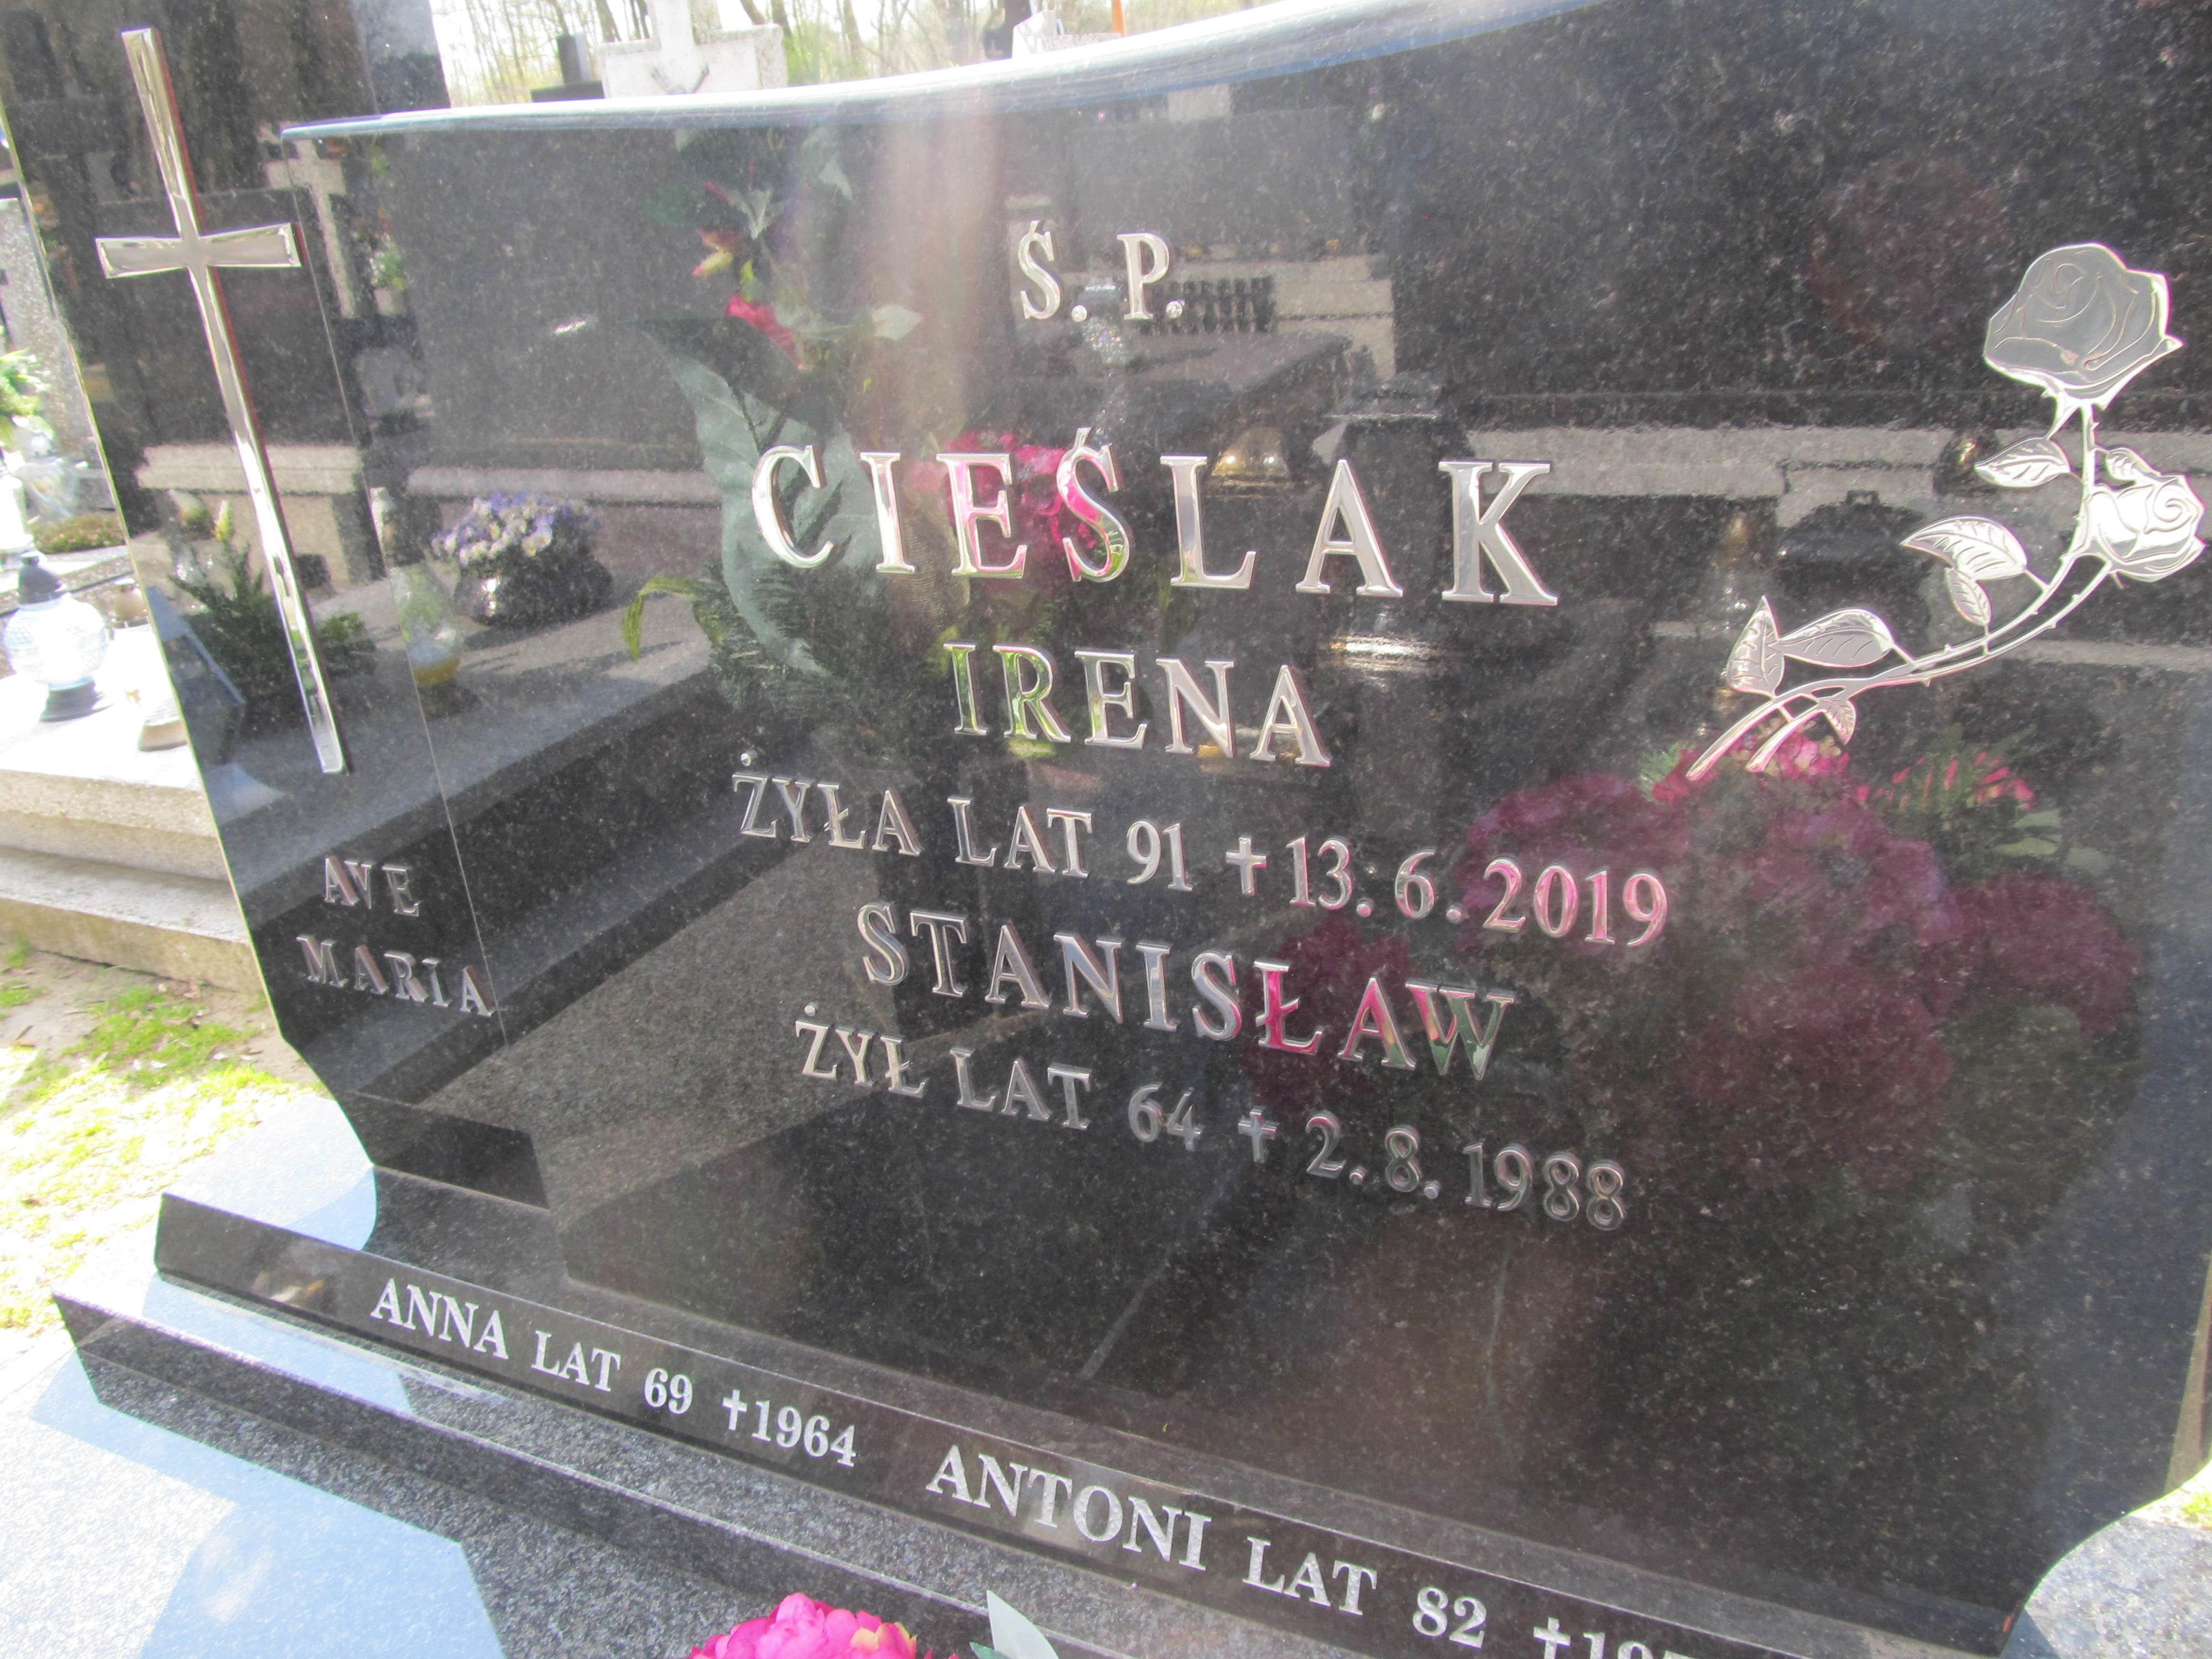 Ś. P.
CIEŚLAK
IRENA
ŻYŁA LAT 91 ✝ 13. 6. 2019
STANISŁAW
ŻYŁ LAT 64 ✝ 2. 8. 1988
AVE
MARIA
ANNA LAT 69 ✝1964 ANTONI LAT 82